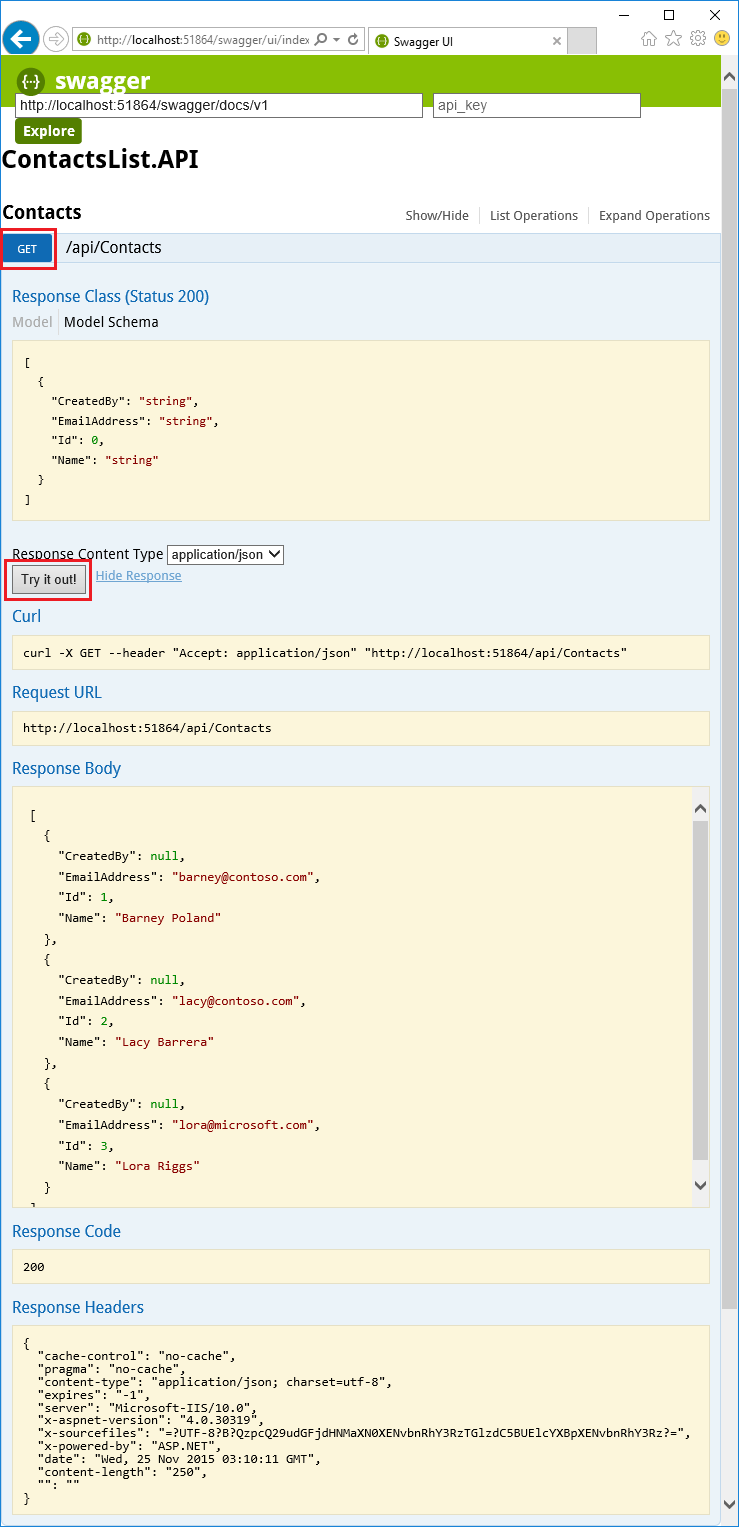 http://localhost:51864/swagger/ui/index
Swagger UI
{··} swagger
http://localhost:51864/swagger/docs/v1
api_key
Explore
ContactsList.API
Contacts
Show/Hide
List Operations
Expand Operations
GET
/api/Contacts
Response Class (Status 200)
Model
Model Schema
[
  {
    "CreatedBy": "string",
    "EmailAddress": "string",
    "Id": 0,
    "Name": "string"
  }
]
Response Content Type application/json
Try it out!
Hide Response
Curl
curl -X GET --header "Accept: application/json" "http://localhost:51864/api/Contacts"
Request URL
http://localhost:51864/api/Contacts
Response Body
[
  {
    "CreatedBy": null,
    "EmailAddress": "barney@contoso.com",
    "Id": 1,
    "Name": "Barney Poland"
  },
  {
    "CreatedBy": null,
    "EmailAddress": "lacy@contoso.com",
    "Id": 2,
    "Name": "Lacy Barrera"
  },
  {
    "CreatedBy": null,
    "EmailAddress": "lora@microsoft.com",
    "Id": 3,
    "Name": "Lora Riggs"
  }
]
Response Code
200
Response Headers
{
  "cache-control": "no-cache",
  "pragma": "no-cache",
  "content-type": "application/json; charset=utf-8",
  "expires": "-1",
  "server": "Microsoft-IIS/10.0",
  "x-aspnet-version": "4.0.30319",
  "x-sourcefiles": "=?UTF-8?B?QzpcQ29udGFjdHNMaXN0XENvbnRhY3RzTGlzdC5BUElcYXBpXENvbnRhY3Rz?=",
  "x-powered-by": "ASP.NET",
  "date": "Wed, 25 Nov 2015 03:10:11 GMT",
  "content-length": "250",
  "": ""
}